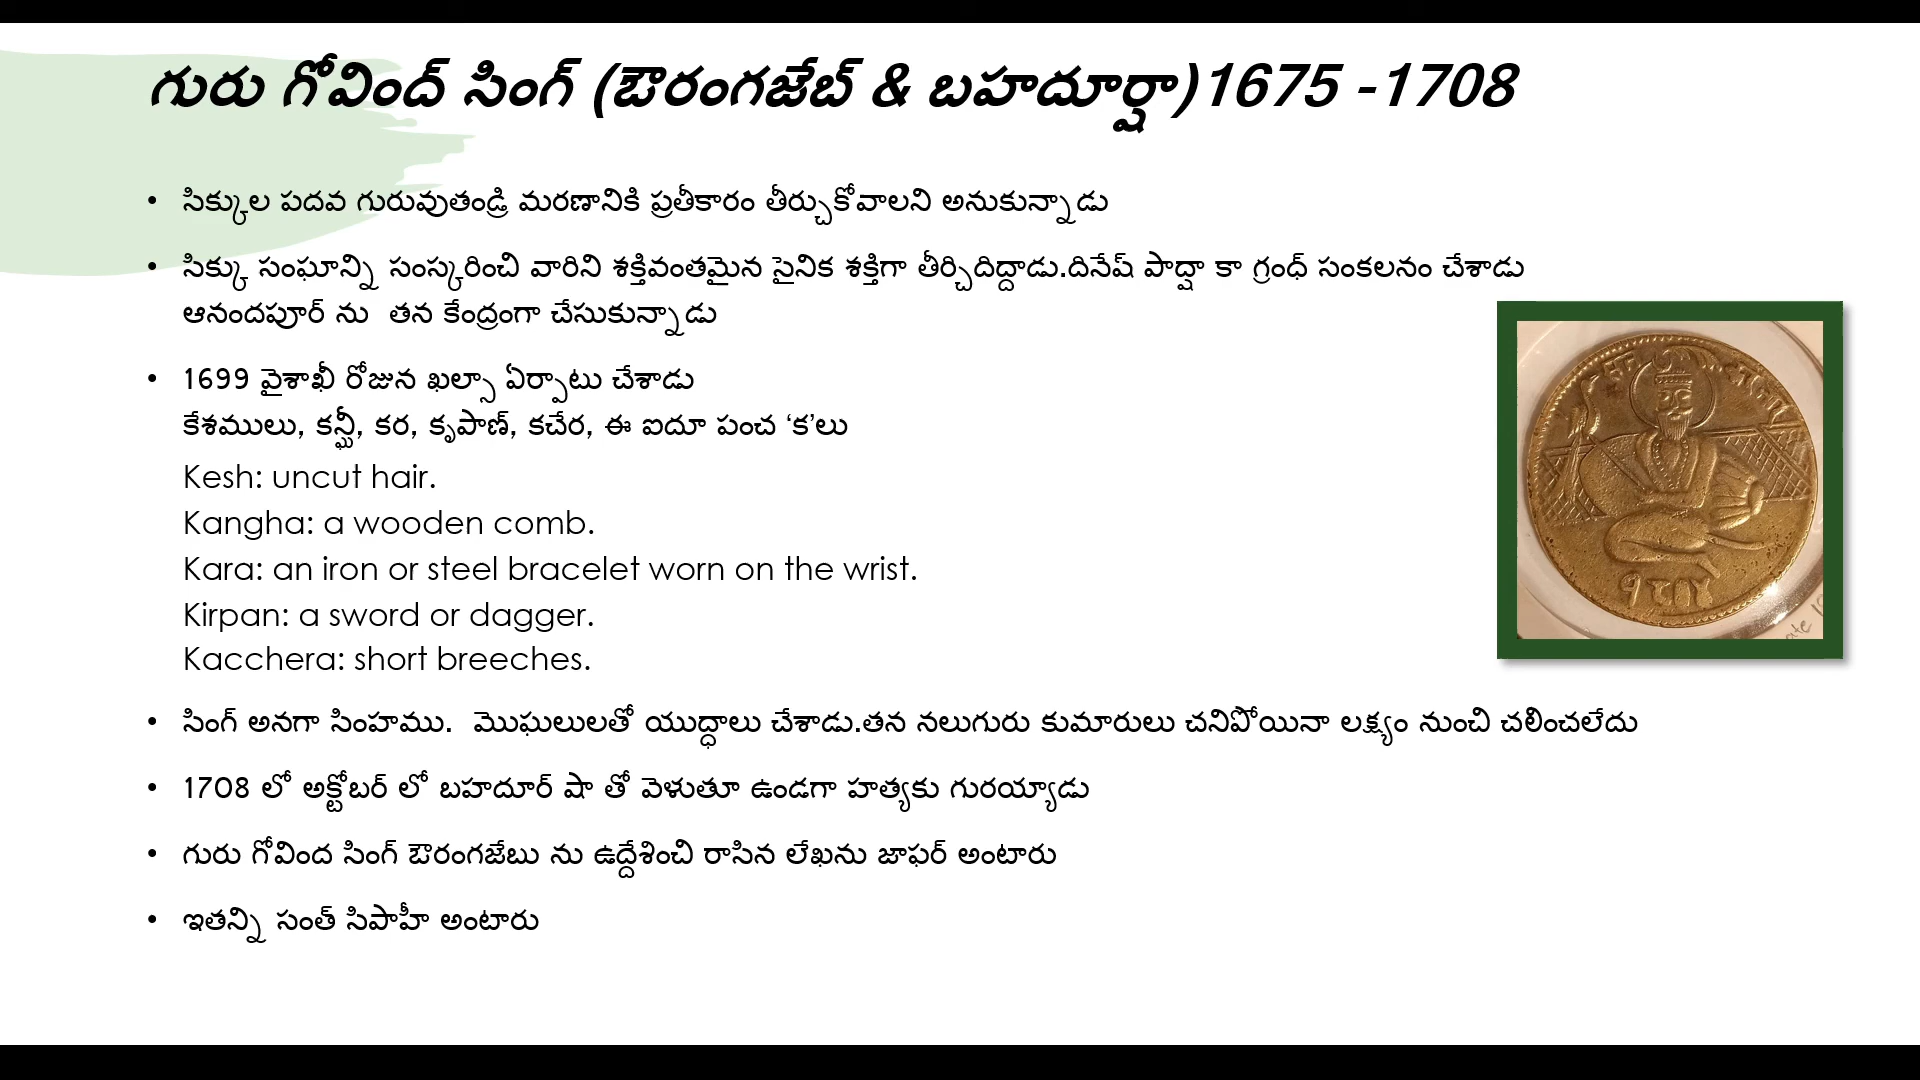 గురు గోవింద్ సింగ్ (ఔరంగజేబ్ & బహదూర్షా)1675 -1708
• సిక్కుల పదవ గురువుతండ్రి మరణానికి ప్రతీకారం తీర్చుకోవాలని అనుకున్నాడు
• సిక్కు సంఘాన్ని సంస్కరించి వారిని శక్తివంతమైన సైనిక శక్తిగా తీర్చిదిద్దాడు.దినేష్ పాద్షా కా గ్రంధ్ సంకలనం చేశాడు
ఆనందపూర్ ను తన కేంద్రంగా చేసుకున్నాడు
• 1699 వైశాఖీ రోజున ఖల్సా ఏర్పాటు చేశాడు
కేశములు, కన్ఘీ, కర, కృపాణ్, కచేర, ఈ ఐదూ పంచ ‘క’లు
Kesh: uncut hair.
Kangha: a wooden comb.
Kara: an iron or steel bracelet worn on the wrist.
Kirpan: a sword or dagger.
Kacchera: short breeches.
• సింగ్ అనగా సింహము. మొఘలులతో యుద్ధాలు చేశాడు.తన నలుగురు కుమారులు చనిపోయినా లక్ష్యం నుంచి చలించలేదు
• 1708 లో అక్టోబర్ లో బహదూర్ షా తో వెళుతూ ఉండగా హత్యకు గురయ్యాడు
• గురు గోవింద సింగ్ ఔరంగజేబు ను ఉద్దేశించి రాసిన లేఖను జాఫర్ అంటారు
• ఇతన్ని సంత్ సిపాహీ అంటారు